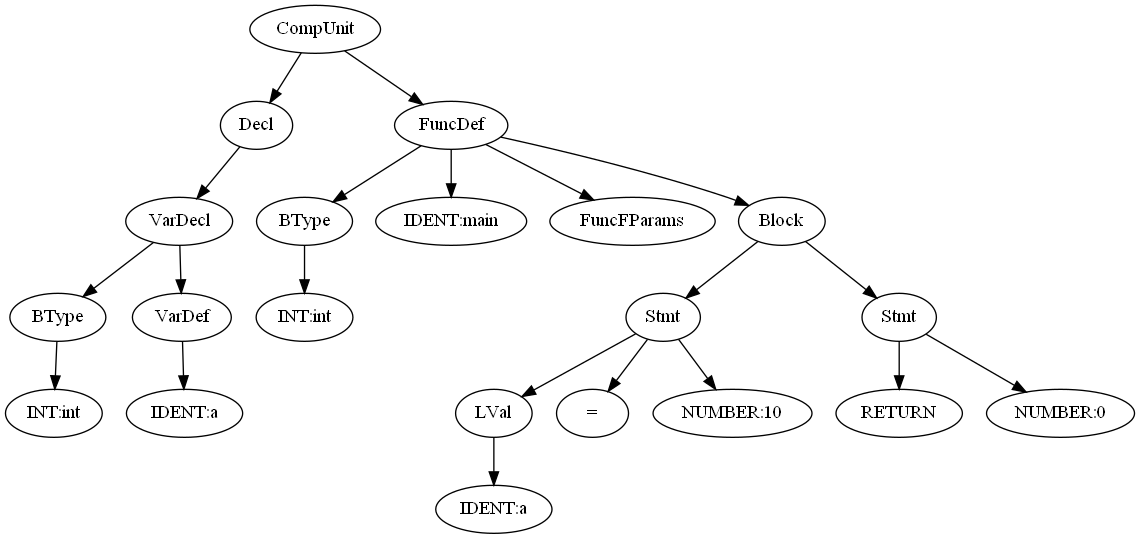 CompUnit
Decl
FuncDef
VarDecl
BType
IDENT:main
FuncFParams
Block
BType
VarDef
INT:int
Stmt
Stmt
INT:int
IDENT:a
LVal
=
NUMBER:10
RETURN
NUMBER:0
IDENT:a